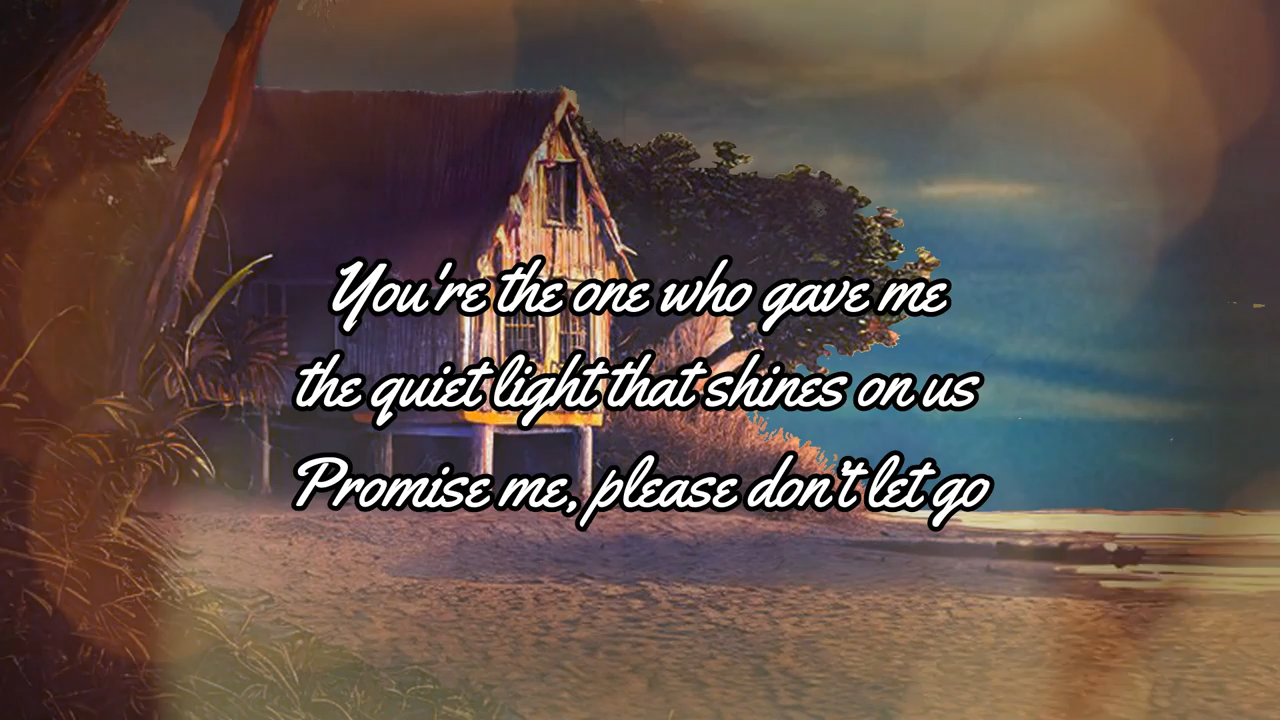 You're the one who gave me
the quiet light that shines on us
Promise me, please don't let go